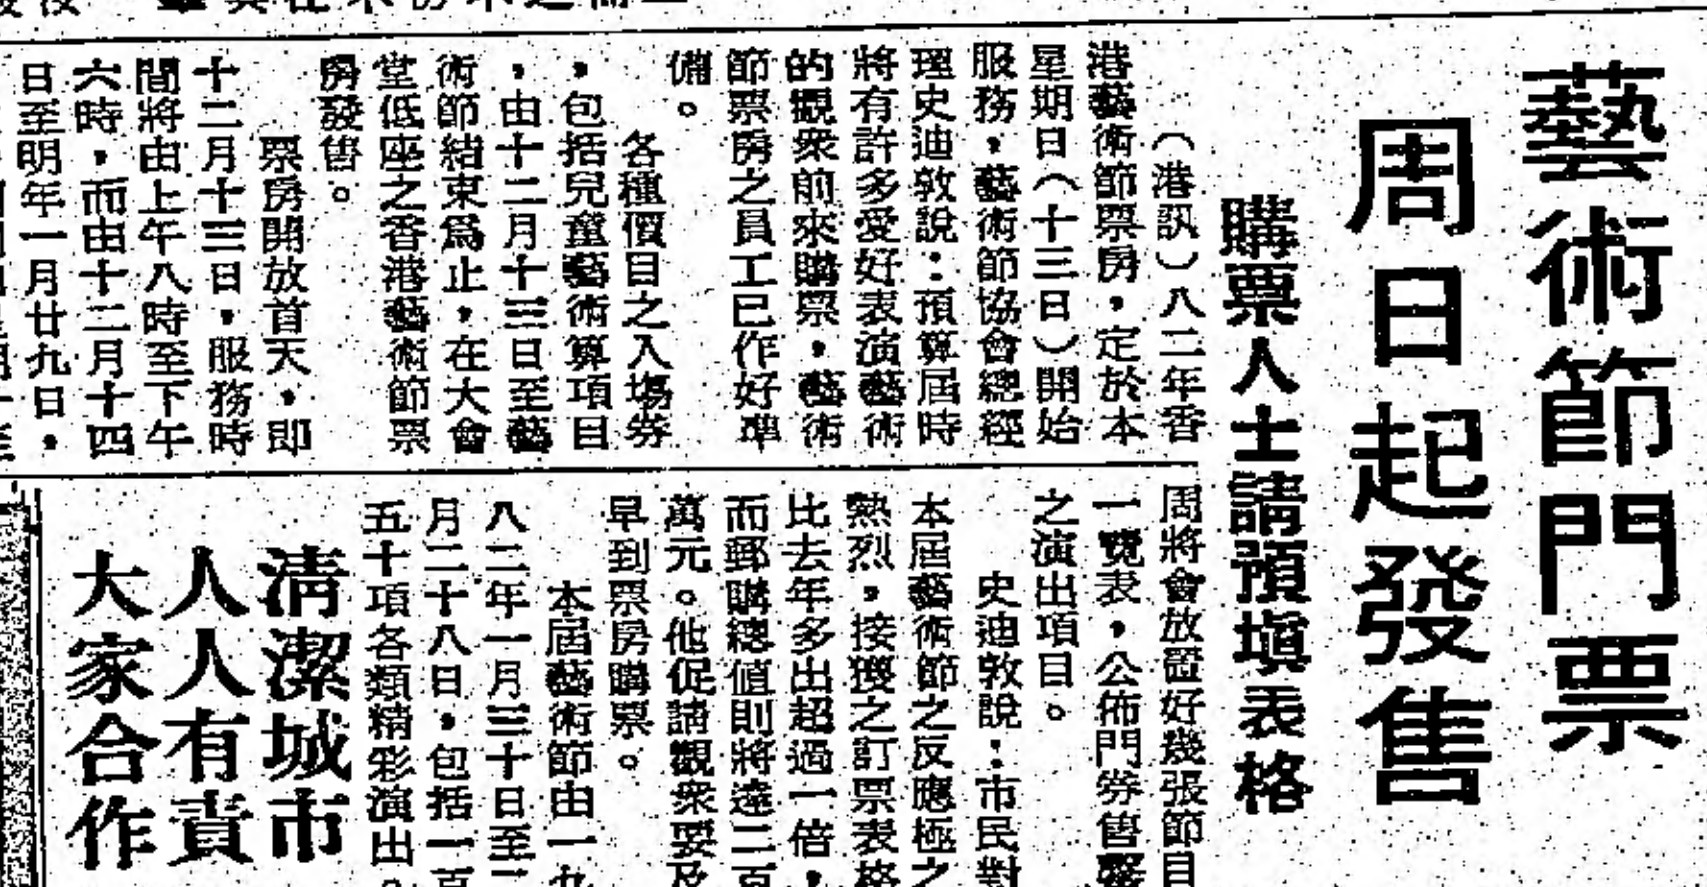 藝術節門票
周日起發售
購票人士請預塡表格
（港訊）八二年香
港藝術節票房，定於本
星期日（十三日）開始
服務，藝術節協會總經
理史迪敦說：預算屆時
將有許多愛好表演藝術
的觀衆前來購票，藝術
節票房之員工已作好準
備。
各種價目之入場券
，包括兒童藝術算項目
，由十二月十三日至藝
術節結束爲止，在大會
堂低座之香港藝術節票
房發售。
票房開放首天，即
十二月十三日，服務時
間將由上午八時至下午
六時，而由十二月十四
日至明年一月廿九日，
周將會放置好幾張節目
一覽表，公佈門券售罄
之演出項目。
史迪敦說：市民對
本屆藝術節之反應極之
熱烈，接獲之訂票表格
比去年多出超過一倍，
而郵購總值則將達二百
萬元。他促請觀衆要及
早到票房購票。
本屆藝術節由一九
八二年一月三十日至二
月二十八日，包括一百
五十項各類精彩演出。
清潔城市
人人有責
大家合作